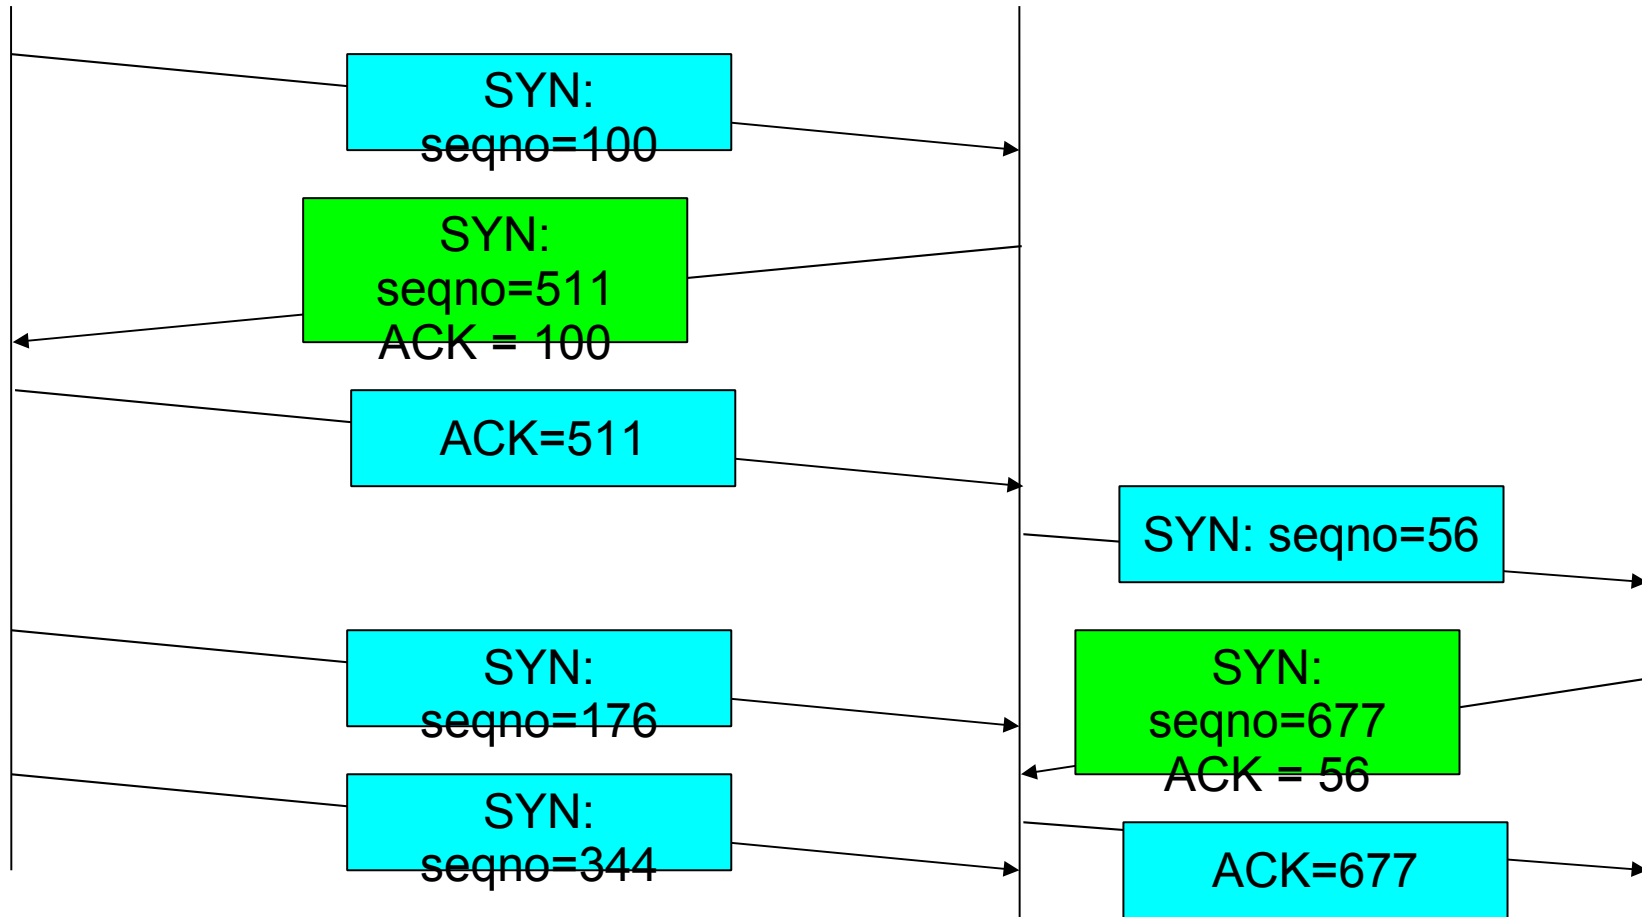 SYN:
seqno=100
SYN:
seqno=511
ACK = 100
ACK=511
SYN: seqno=56
SYN:
seqno=176
SYN:
seqno=677
ACK = 56
SYN:
seqno=344
ACK=677